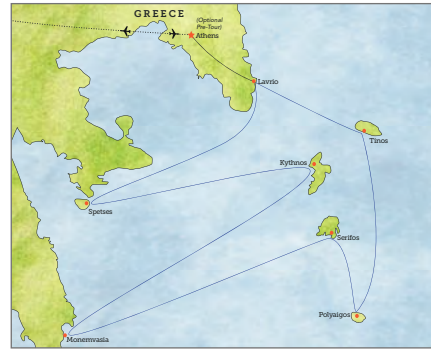 GREECE
(Optional
Pre-Tour)
Athens
Lavrio
Tinos
Kythnos
Spetses
Serifos
Polyaigos
Monemvasia